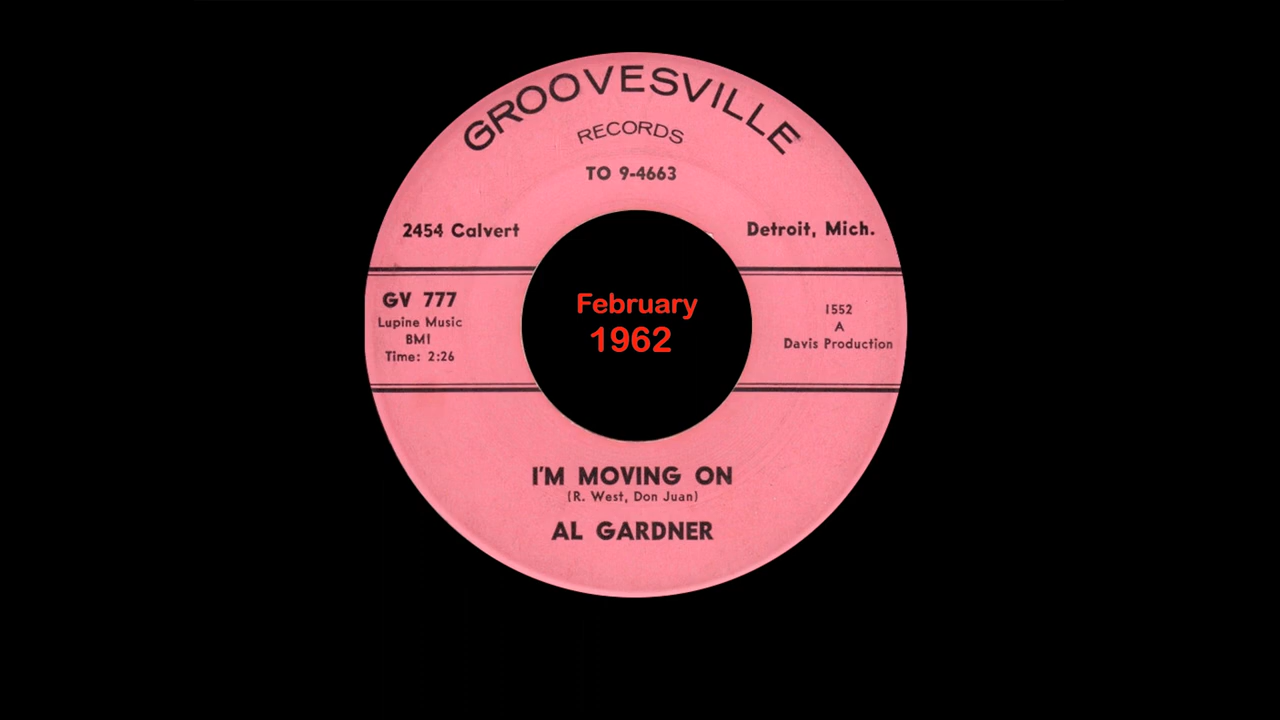 GROOVESVILLE
RECORDS
TO 9-4663
2454 Calvert
Detroit, Mich.
GV 777
Lupine Music
BMI
Time: 2:26
February
1962
1552
A
Davis Production
I'M MOVING ON
(R. West, Don Juan)
AL GARDNER